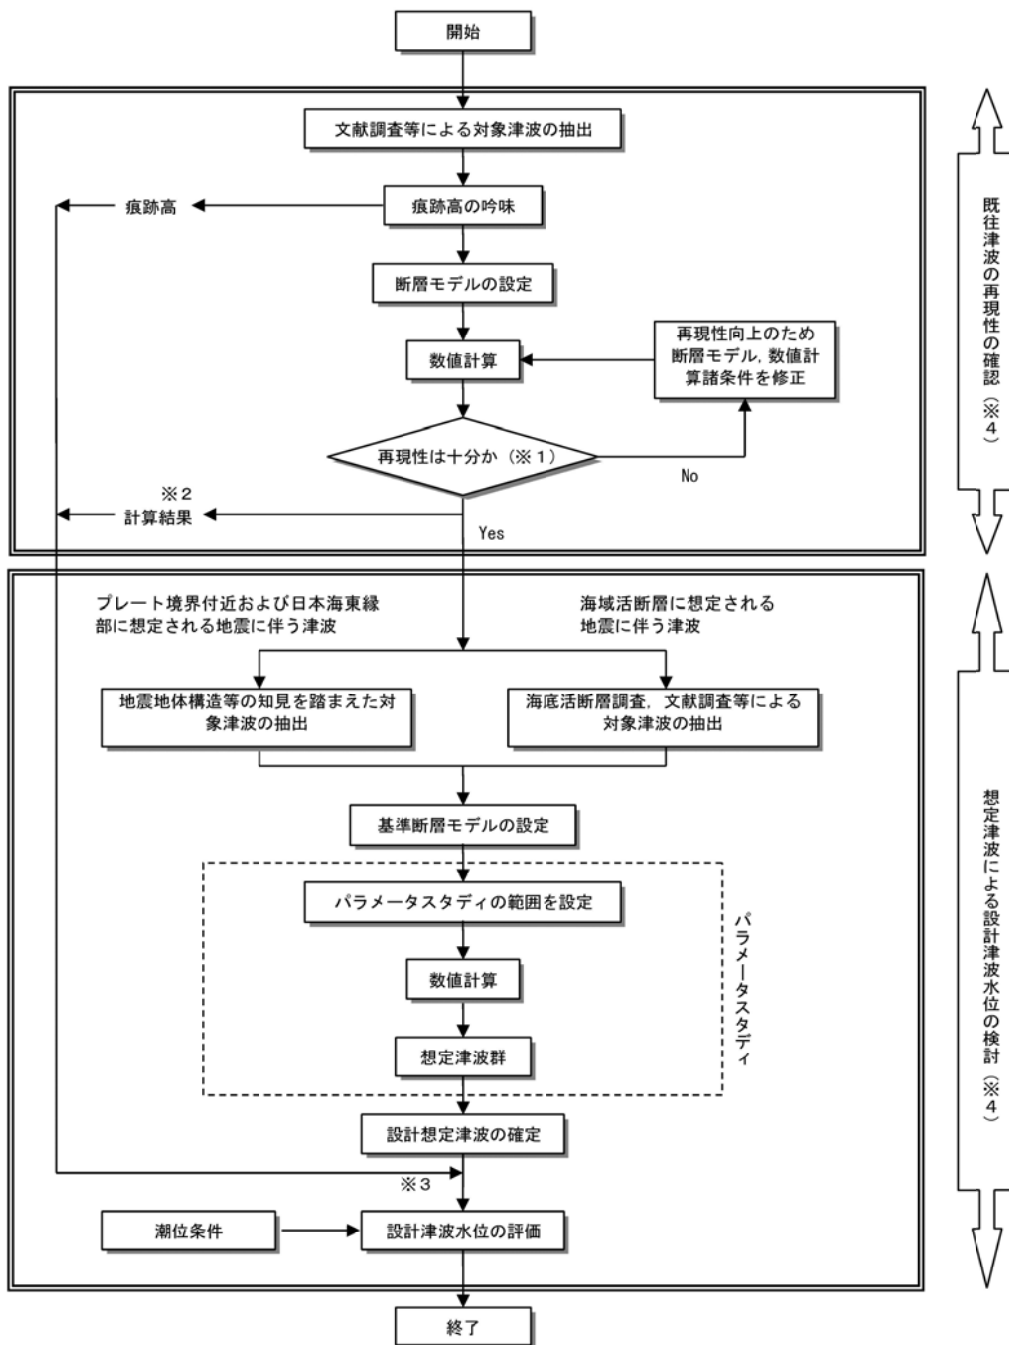 開始
文献調査等による対象津波の抽出
痕跡高の吟味
痕跡高
断層モデルの設定
数値計算
再現性向上のため
断層モデル，数値計
算諸条件を修正
再現性は十分か（※１）
No
※２
計算結果
Yes
既往津波の再現性の確認（※４）
プレート境界付近および日本海東縁
部に想定される地震に伴う津波
海域活断層に想定される
地震に伴う津波
地震地体構造等の知見を踏まえた対
象津波の抽出
海底活断層調査，文献調査等による
対象津波の抽出
基準断層モデルの設定
パラメータスタディの範囲を設定
数値計算
想定津波群
パラメータスタディ
設計想定津波の確定
※３
潮位条件
設計津波水位の評価
想定津波による設計津波水位の検討（※４）
終了